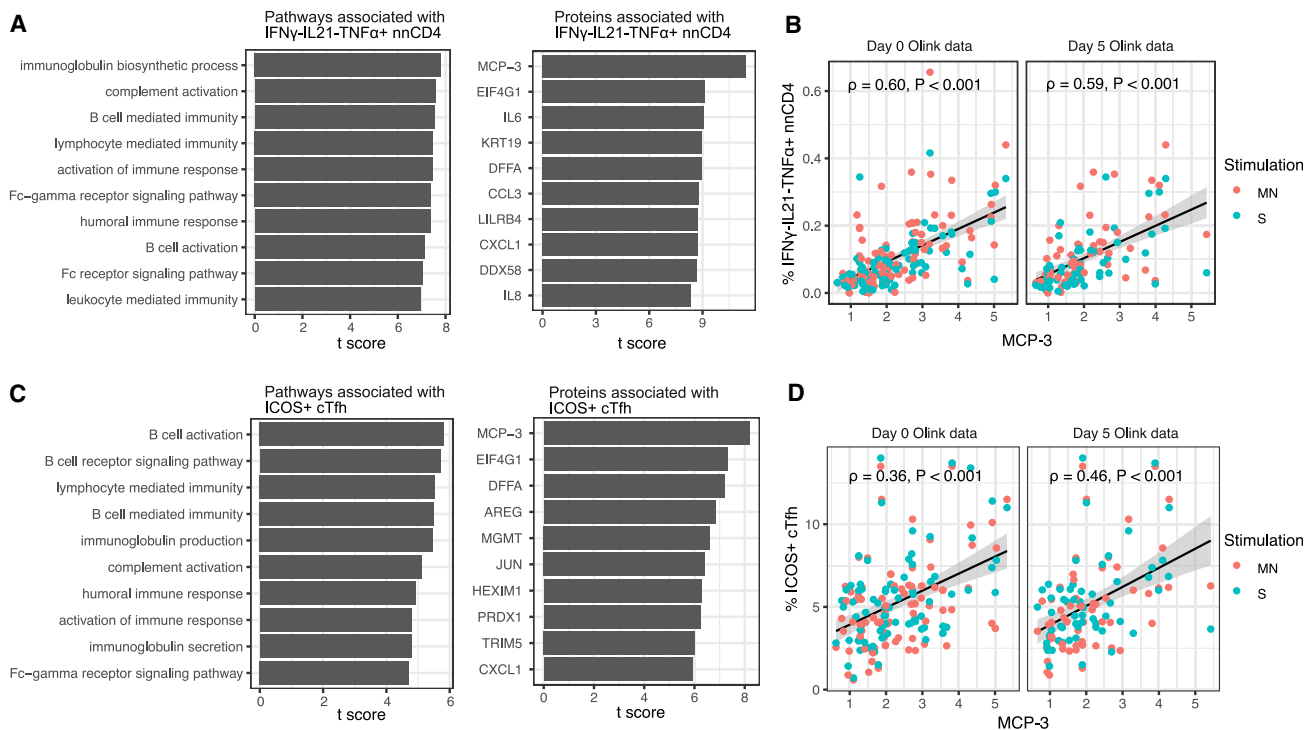 A
Pathways associated with
IFNγ-IL21-TNFα+ nnCD4
immunoglobulin biosynthetic process
complement activation
B cell mediated immunity
lymphocyte mediated immunity
activation of immune response
Fc−gamma receptor signaling pathway
humoral immune response
B cell activation
Fc receptor signaling pathway
leukocyte mediated immunity
0 2 4 6 8
t score
Proteins associated with
IFNγ-IL21-TNFα+ nnCD4
MCP−3
EIF4G1
IL6
KRT19
DFFA
CCL3
LILRB4
CXCL1
DDX58
IL8
0 3 6 9
t score
B
Day 0 Olink data Day 5 Olink data
ρ = 0.60, P < 0.001 ρ = 0.59, P < 0.001
% IFNγ-IL21-TNFα+ nnCD4
0.6
0.4
0.2
0.0
1 2 3 4 5 1 2 3 4 5
MCP-3
Stimulation
MN
S
C
Pathways associated with
ICOS+ cTfh
B cell activation
B cell receptor signaling pathway
lymphocyte mediated immunity
B cell mediated immunity
immunoglobulin production
complement activation
humoral immune response
activation of immune response
immunoglobulin secretion
Fc−gamma receptor signaling pathway
0 2 4 6
t score
Proteins associated with
ICOS+ cTfh
MCP−3
EIF4G1
DFFA
AREG
MGMT
JUN
HEXIM1
PRDX1
TRIM5
CXCL1
0 2 4 6 8
t score
D
Day 0 Olink data Day 5 Olink data
ρ = 0.36, P < 0.001 ρ = 0.46, P < 0.001
% ICOS+ cTfh
10
5
0
1 2 3 4 5 1 2 3 4 5
MCP-3
Stimulation
MN
S